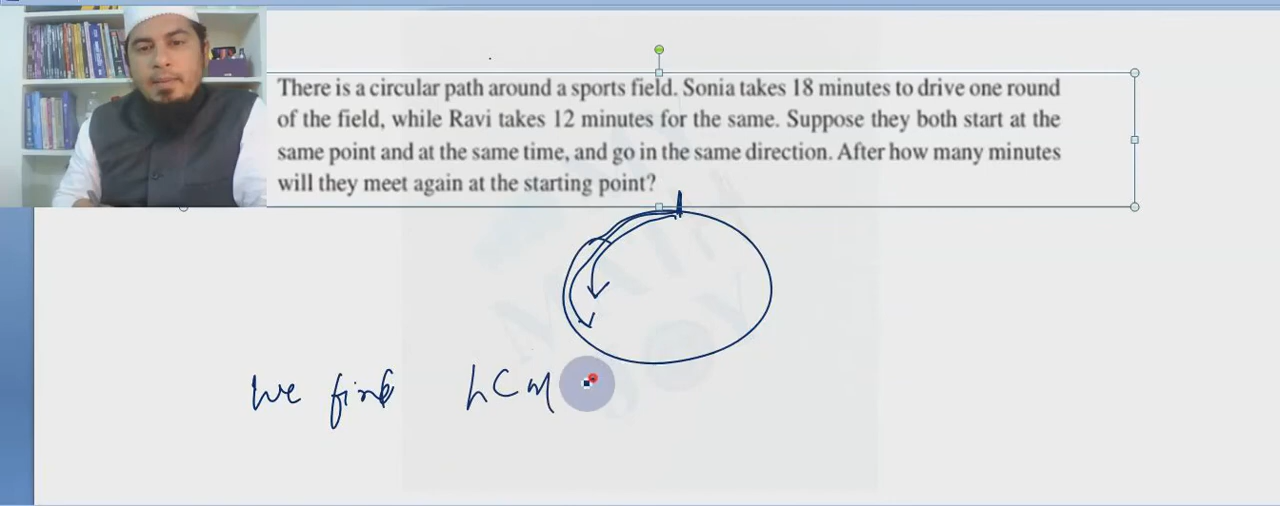 There is a circular path around a sports field. Sonia takes 18 minutes to drive one round
of the field, while Ravi takes 12 minutes for the same. Suppose they both start at the
same point and at the same time, and go in the same direction. After how many minutes
will they meet again at the starting point?
We find LCM